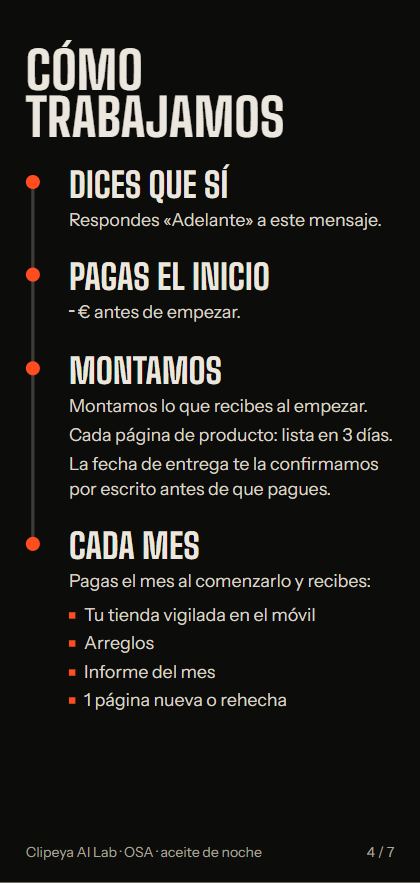 CÓMO
TRABAJAMOS
DICES QUE SÍ
Respondes «Adelante» a este mensaje.
PAGAS EL INICIO
- € antes de empezar.
MONTAMOS
Montamos lo que recibes al empezar.
Cada página de producto: lista en 3 días.
La fecha de entrega te la confirmamos
por escrito antes de que pagues.
CADA MES
Pagas el mes al comenzarlo y recibes:
Tu tienda vigilada en el móvil
Arreglos
Informe del mes
1 página nueva o rehecha
Clipeya AI Lab · OSA · aceite de noche
4 / 7